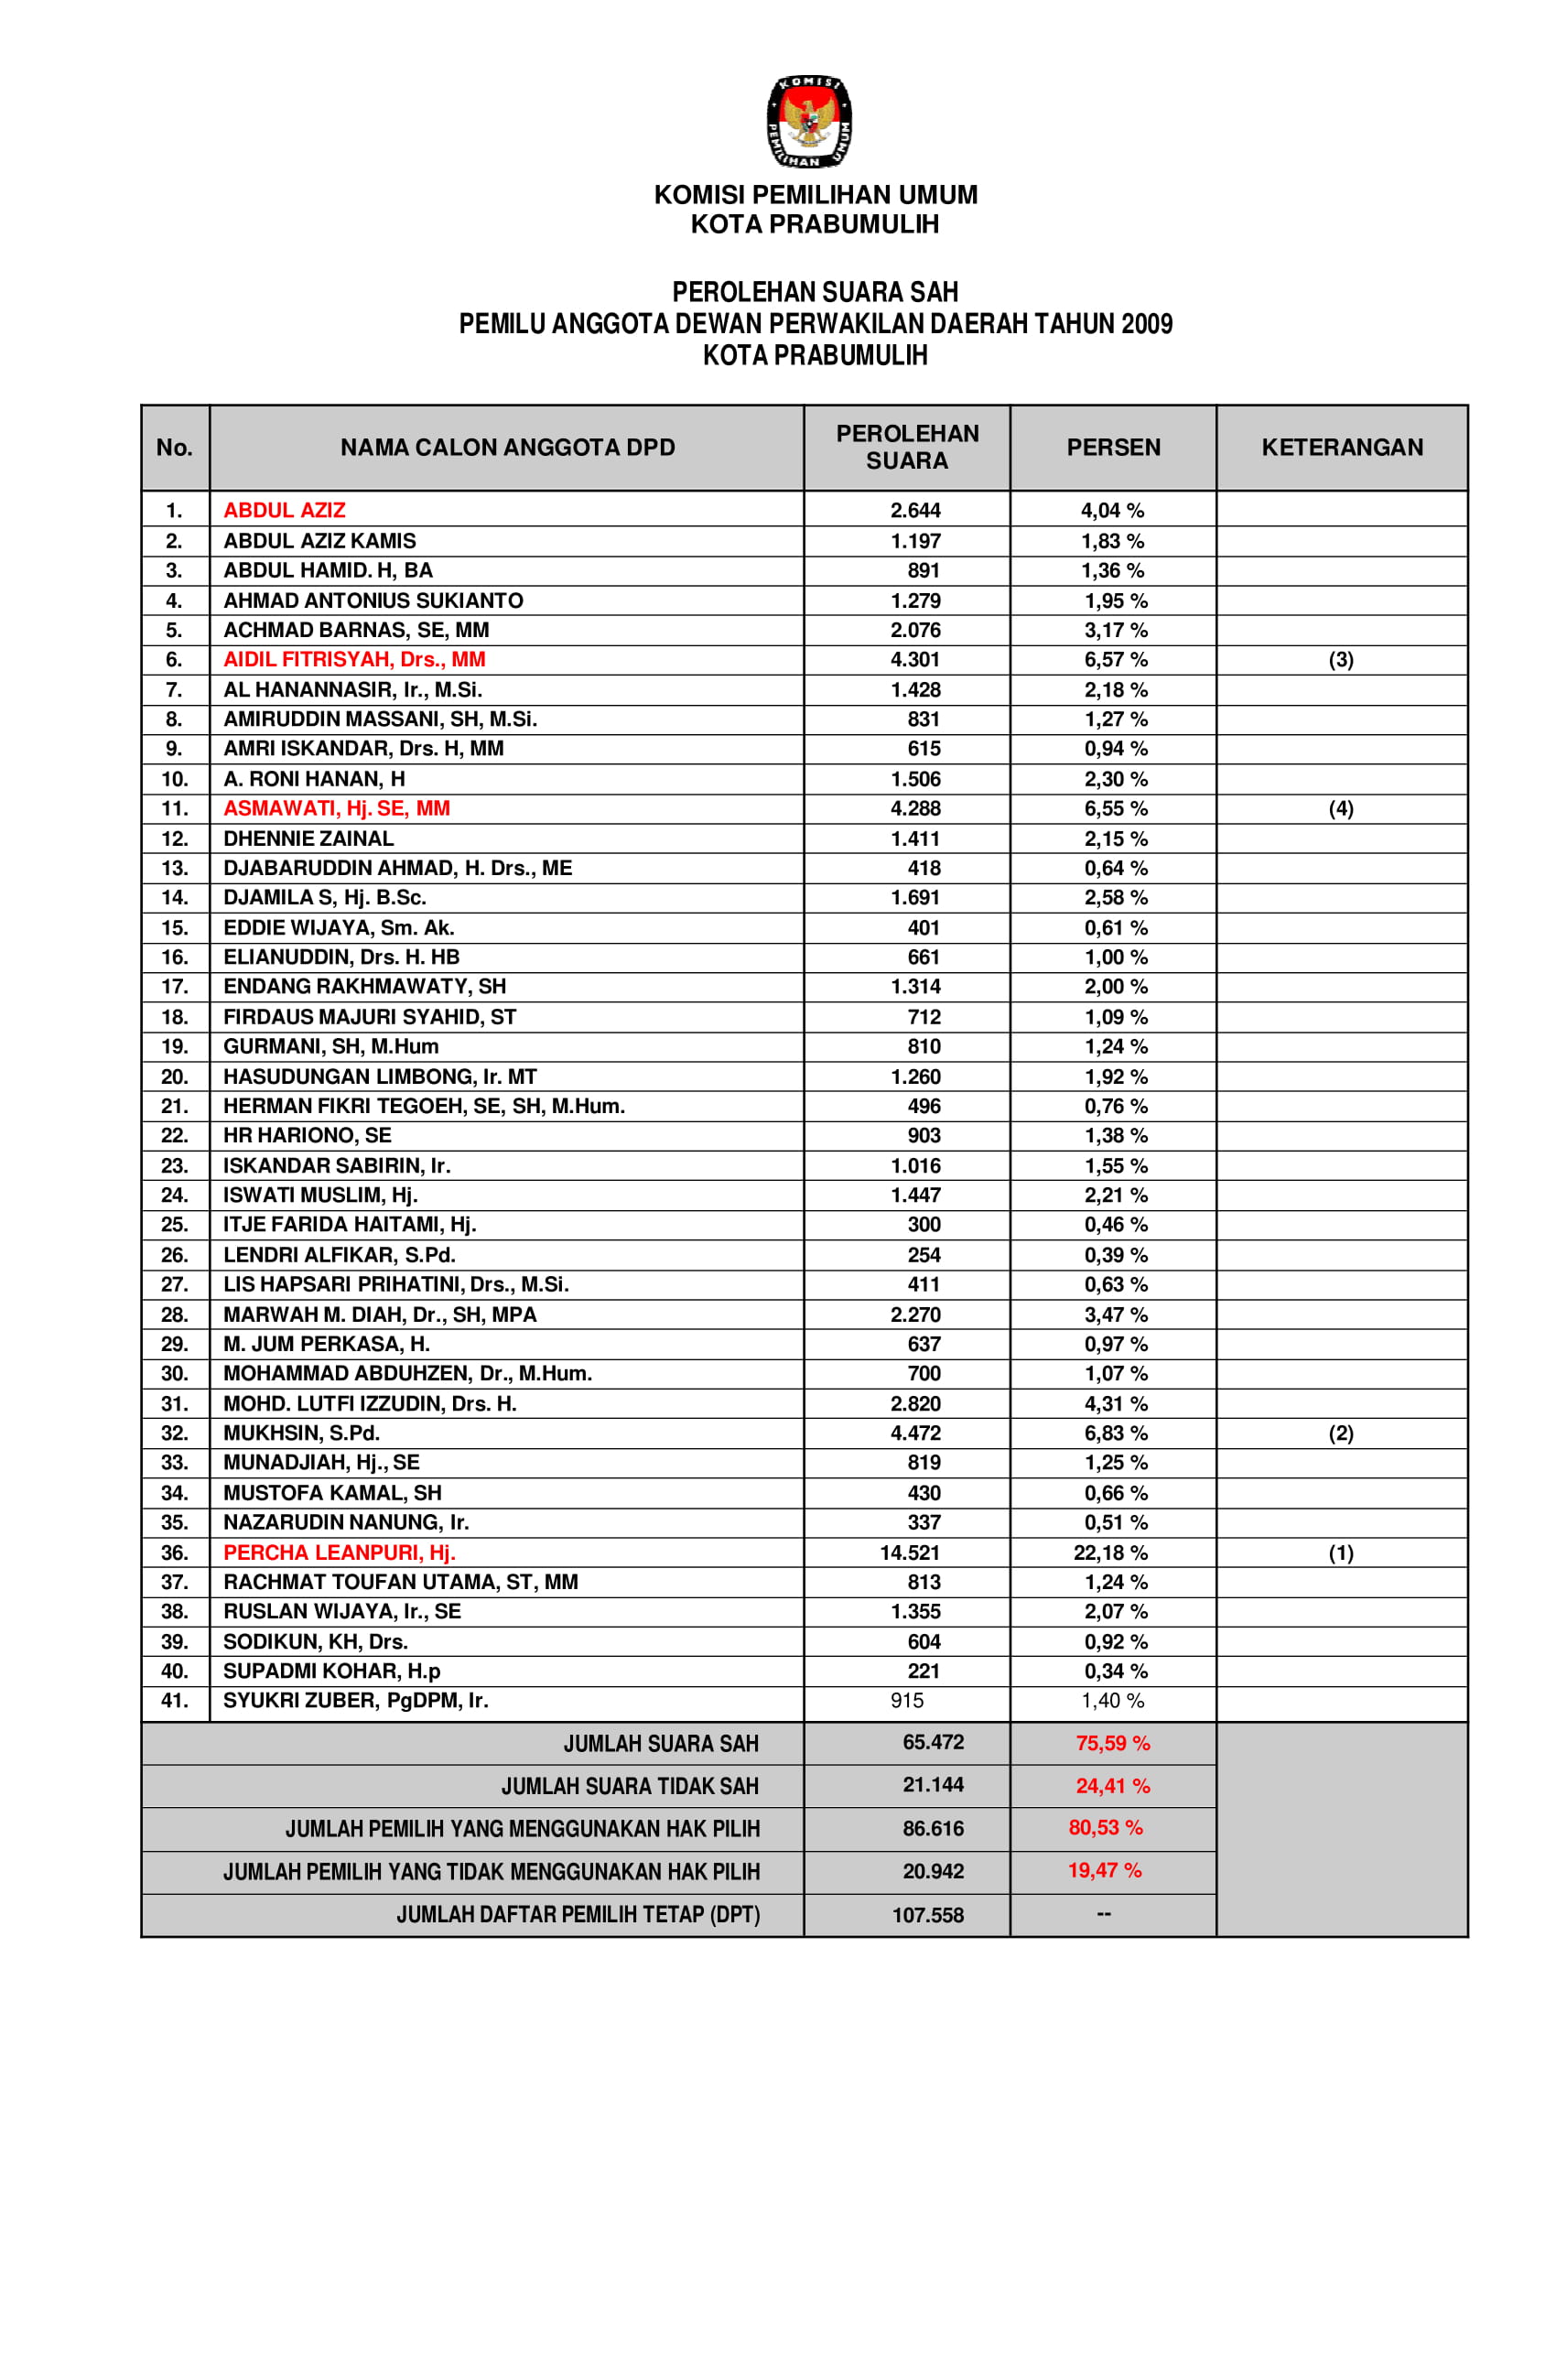 KOMISI PEMILIHAN UMUM
KOMISI PEMILIHAN UMUM
KOTA PRABUMULIH
PEROLEHAN SUARA SAH
PEMILU ANGGOTA DEWAN PERWAKILAN DAERAH TAHUN 2009
KOTA PRABUMULIH
No. NAMA CALON ANGGOTA DPD PEROLEHAN SUARA PERSEN KETERANGAN
1. ABDUL AZIZ 2.644 4,04 %
2. ABDUL AZIZ KAMIS 1.197 1,83 %
3. ABDUL HAMID. H, BA 891 1,36 %
4. AHMAD ANTONIUS SUKIANTO 1.279 1,95 %
5. ACHMAD BARNAS, SE, MM 2.076 3,17 %
6. AIDIL FITRISYAH, Drs., MM 4.301 6,57 % (3)
7. AL HANANNASIR, Ir., M.Si. 1.428 2,18 %
8. AMIRUDDIN MASSANI, SH, M.Si. 831 1,27 %
9. AMRI ISKANDAR, Drs. H, MM 615 0,94 %
10. A. RONI HANAN, H 1.506 2,30 %
11. ASMAWATI, Hj. SE, MM 4.288 6,55 % (4)
12. DHENNIE ZAINAL 1.411 2,15 %
13. DJABARUDDIN AHMAD, H. Drs., ME 418 0,64 %
14. DJAMILA S, Hj. B.Sc. 1.691 2,58 %
15. EDDIE WIJAYA, Sm. Ak. 401 0,61 %
16. ELIANUDDIN, Drs. H. HB 661 1,00 %
17. ENDANG RAKHMAWATY, SH 1.314 2,00 %
18. FIRDAUS MAJURI SYAHID, ST 712 1,09 %
19. GURMANI, SH, M.Hum 810 1,24 %
20. HASUDUNGAN LIMBONG, Ir. MT 1.260 1,92 %
21. HERMAN FIKRI TEGOEH, SE, SH, M.Hum. 496 0,76 %
22. HR HARIONO, SE 903 1,38 %
23. ISKANDAR SABIRIN, Ir. 1.016 1,55 %
24. ISWATI MUSLIM, Hj. 1.447 2,21 %
25. ITJE FARIDA HAITAMI, Hj. 300 0,46 %
26. LENDRI ALFIKAR, S.Pd. 254 0,39 %
27. LIS HAPSARI PRIHATINI, Drs., M.Si. 411 0,63 %
28. MARWAH M. DIAH, Dr., SH, MPA 2.270 3,47 %
29. M. JUM PERKASA, H. 637 0,97 %
30. MOHAMMAD ABDUHZEN, Dr., M.Hum. 700 1,07 %
31. MOHD. LUTFI IZZUDIN, Drs. H. 2.820 4,31 %
32. MUKHSIN, S.Pd. 4.472 6,83 % (2)
33. MUNADJIAH, Hj., SE 819 1,25 %
34. MUSTOFA KAMAL, SH 430 0,66 %
35. NAZARUDIN NANUNG, Ir. 337 0,51 %
36. PERCHA LEANPURI, Hj. 14.521 22,18 % (1)
37. RACHMAT TOUFAN UTAMA, ST, MM 813 1,24 %
38. RUSLAN WIJAYA, Ir., SE 1.355 2,07 %
39. SODIKUN, KH, Drs. 604 0,92 %
40. SUPADMI KOHAR, H.p 221 0,34 %
41. SYUKRI ZUBER, PgDPM, Ir. 915 1,40 %
JUMLAH SUARA SAH 65.472 75,59 %
JUMLAH SUARA TIDAK SAH 21.144 24,41 %
JUMLAH PEMILIH YANG MENGGUNAKAN HAK PILIH 86.616 80,53 %
JUMLAH PEMILIH YANG TIDAK MENGGUNAKAN HAK PILIH 20.942 19,47 %
JUMLAH DAFTAR PEMILIH TETAP (DPT) 107.558 --